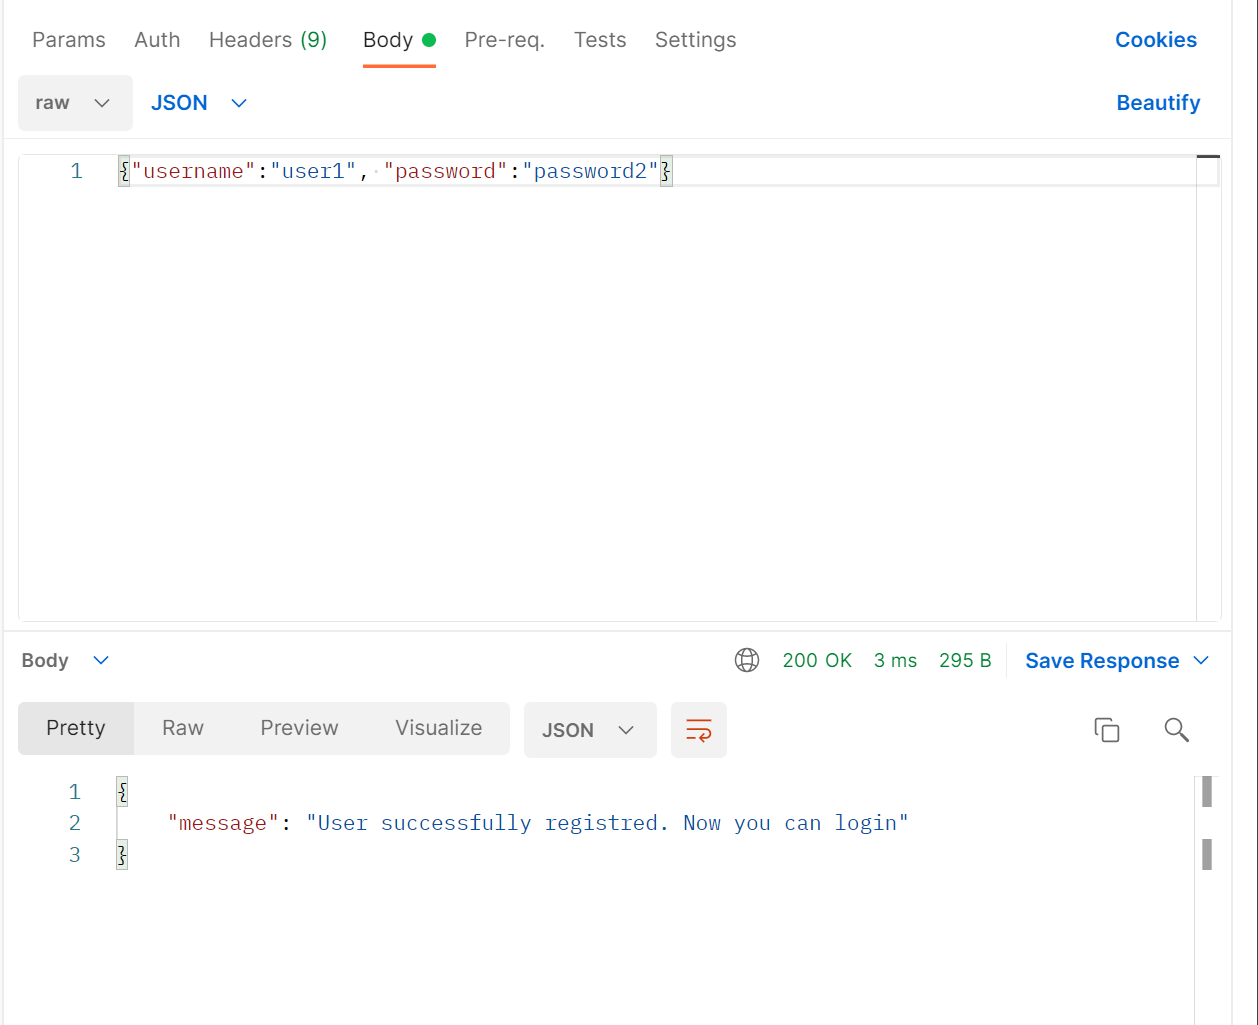 Params Auth Headers (9) Body Pre-req. Tests Settings Cookies
raw JSON Beautify
1 {"username":"user1", "password":"password2"}
Body 200 OK 3 ms 295 B Save Response
Pretty Raw Preview Visualize JSON
1 {
2 "message": "User successfully registred. Now you can login"
3 }